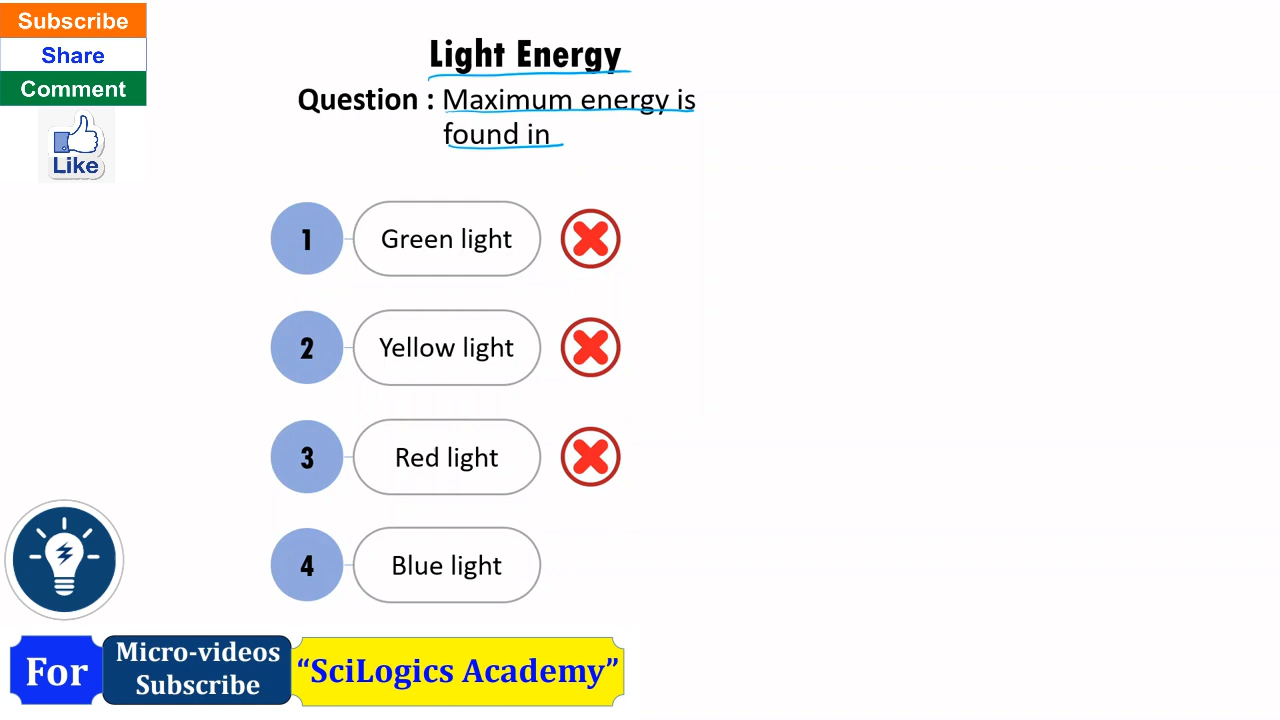 Subscribe
Share
Comment
Like
Light Energy
Question : Maximum energy is
found in
1 Green light
2 Yellow light
3 Red light
4 Blue light
For
Micro-videos
Subscribe
“SciLogics Academy”